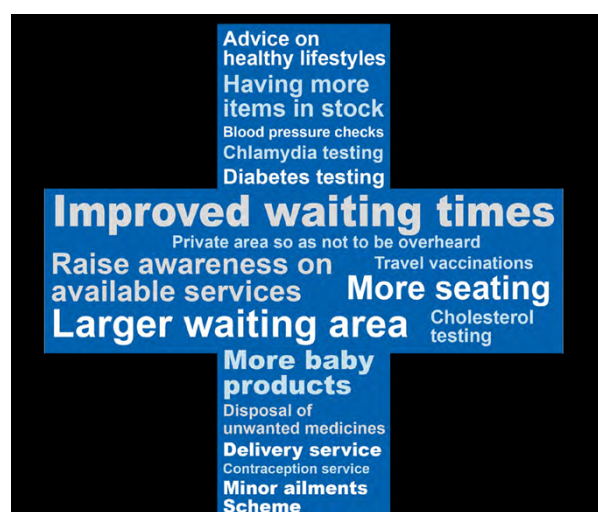 Advice on
healthy lifestyles
Having more
items in stock
Blood pressure checks
Chlamydia testing
Diabetes testing
Improved waiting times
Private area so as not to be overheard
Raise awareness on
available services
Travel vaccinations
More seating
Larger waiting area
Cholesterol
testing
More baby
products
Disposal of
unwanted medicines
Delivery service
Contraception service
Minor ailments
Scheme